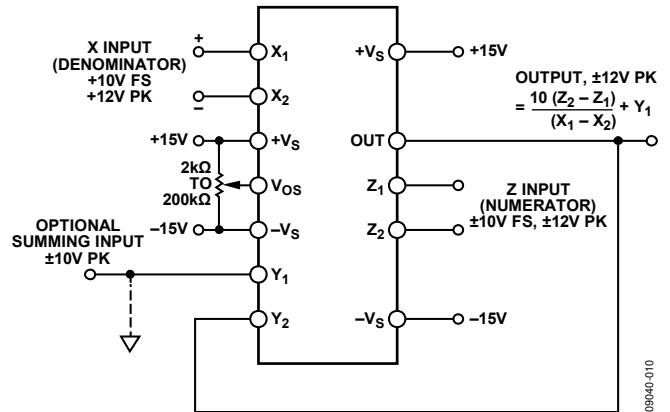 X INPUT
(DENOMINATOR)
+10V FS
+12V PK
+
–
X1
X2
+15V
+VS
2kΩ
TO
200kΩ
VOS
–15V
–VS
OPTIONAL
SUMMING INPUT
±10V PK
Y1
Y2
+VS
+15V
OUT
OUTPUT, ±12V PK
= 10 (Z2 – Z1) / (X1 – X2) + Y1
Z1
Z2
Z INPUT
(NUMERATOR)
±10V FS, ±12V PK
–VS
–15V
09040-010